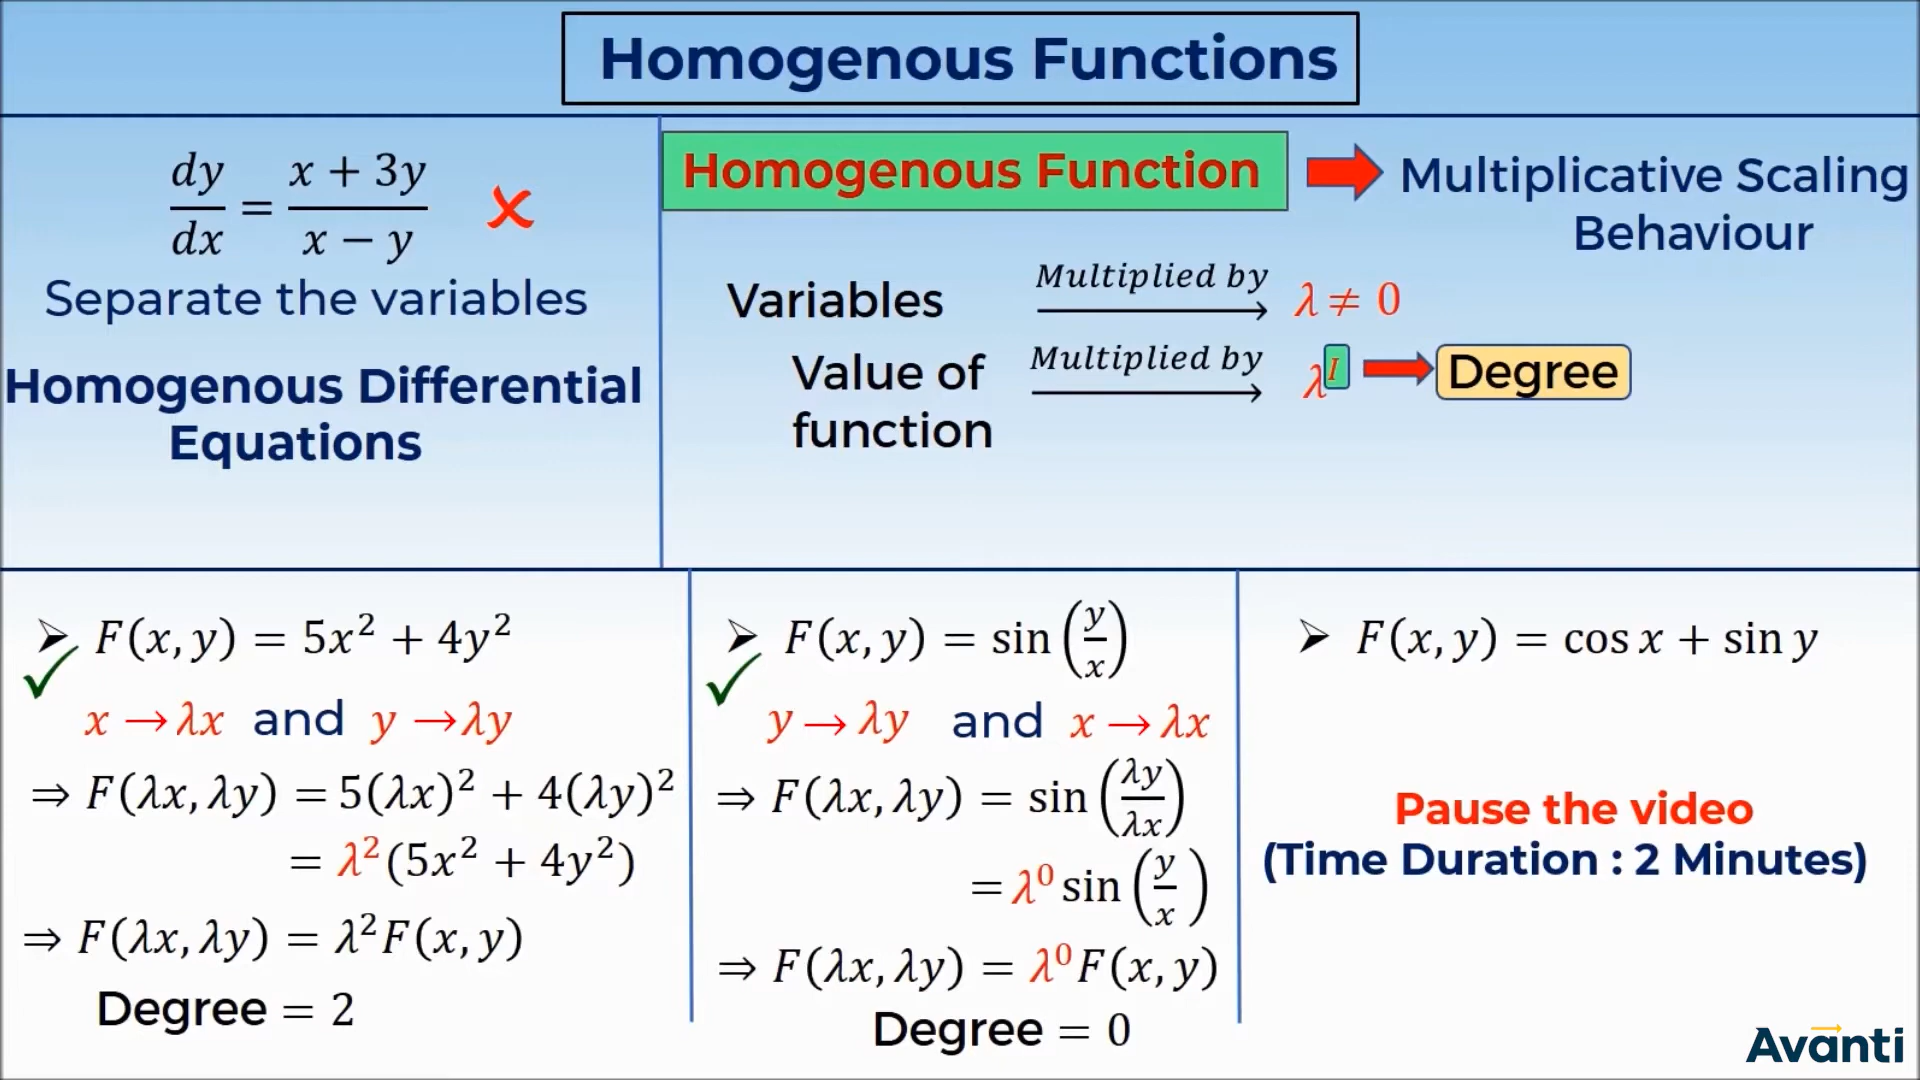 Homogenous Functions
dy/dx = (x + 3y)/(x − y) ✗
Separate the variables
Homogenous Differential
Equations
Homogenous Function
Multiplicative Scaling
Behaviour
Variables Multiplied by λ ≠ 0
Value of
function
Multiplied by λ^I Degree
➢ F(x, y) = 5x² + 4y²
✓
x → λx and y → λy
⇒ F(λx, λy) = 5(λx)² + 4(λy)²
= λ²(5x² + 4y²)
⇒ F(λx, λy) = λ²F(x, y)
Degree = 2
➢ F(x, y) = sin(y/x)
✓
y → λy and x → λx
⇒ F(λx, λy) = sin(λy/λx)
= λ⁰ sin(y/x)
⇒ F(λx, λy) = λ⁰F(x, y)
Degree = 0
➢ F(x, y) = cos x + sin y
Pause the video
(Time Duration : 2 Minutes)
Avanti